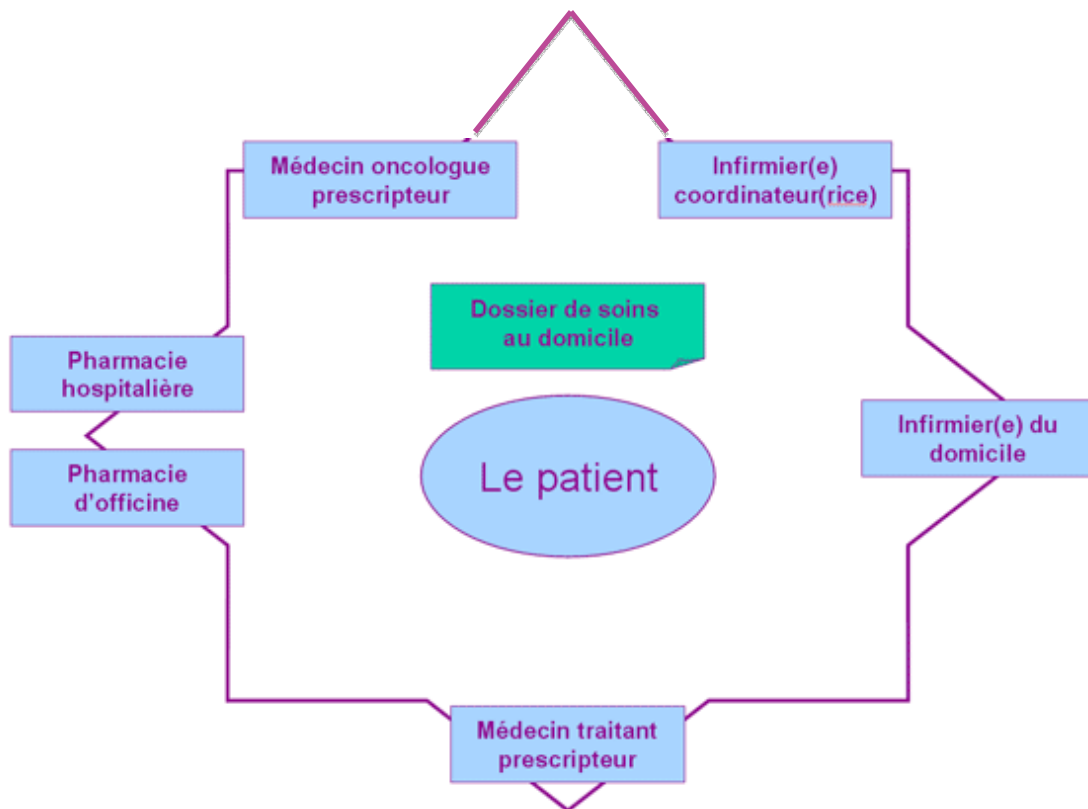 Médecin oncologue
prescripteur
Infirmier(e)
coordinateur(rice)
Dossier de soins
au domicile
Pharmacie
hospitalière
Infirmier(e) du
domicile
Le patient
Pharmacie
d'officine
Médecin traitant
prescripteur